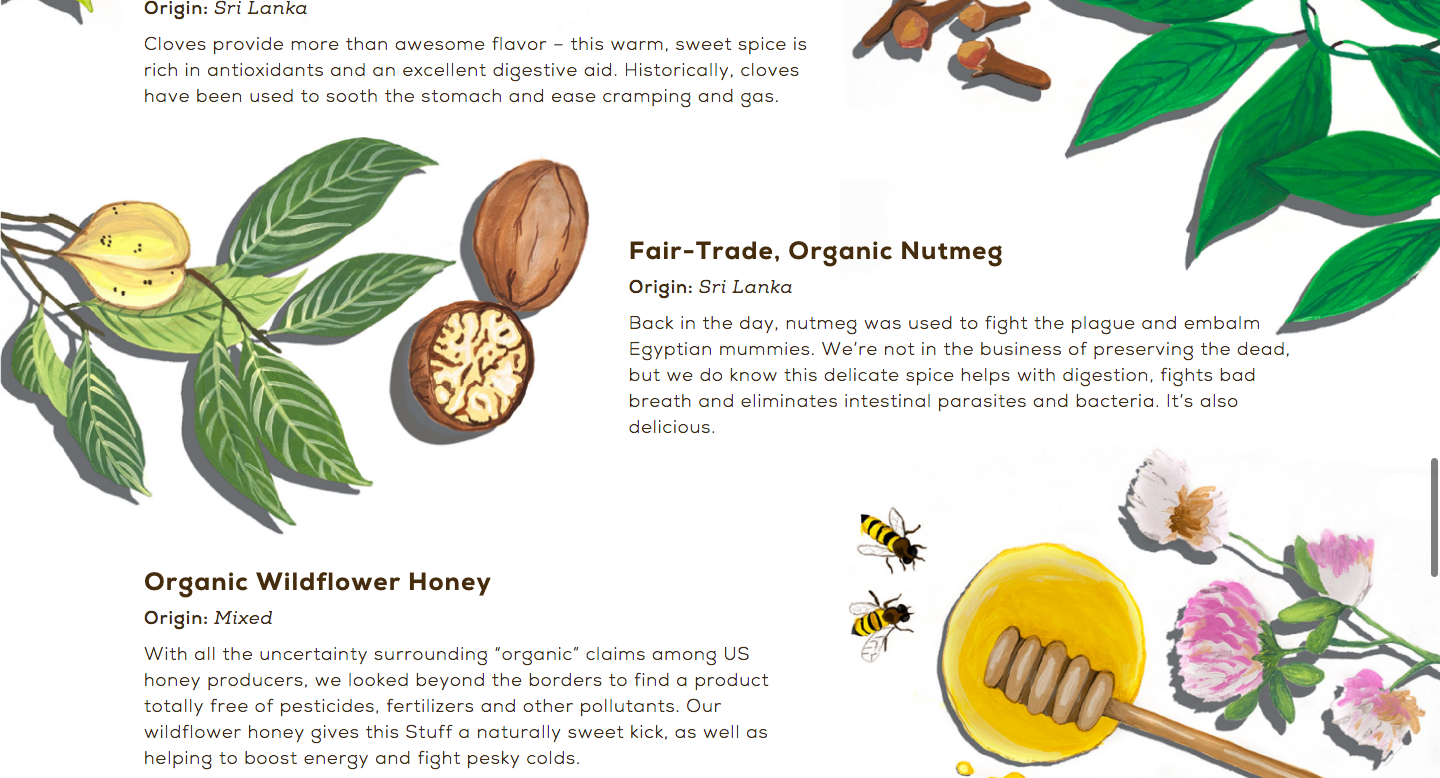 Origin: Sri Lanka
Cloves provide more than awesome flavor – this warm, sweet spice is
rich in antioxidants and an excellent digestive aid. Historically, cloves
have been used to sooth the stomach and ease cramping and gas.
Fair-Trade, Organic Nutmeg
Origin: Sri Lanka
Back in the day, nutmeg was used to fight the plague and embalm
Egyptian mummies. We’re not in the business of preserving the dead,
but we do know this delicate spice helps with digestion, fights bad
breath and eliminates intestinal parasites and bacteria. It’s also
delicious.
Organic Wildflower Honey
Origin: Mixed
With all the uncertainty surrounding “organic” claims among US
honey producers, we looked beyond the borders to find a product
totally free of pesticides, fertilizers and other pollutants. Our
wildflower honey gives this Stuff a naturally sweet kick, as well as
helping to boost energy and fight pesky colds.